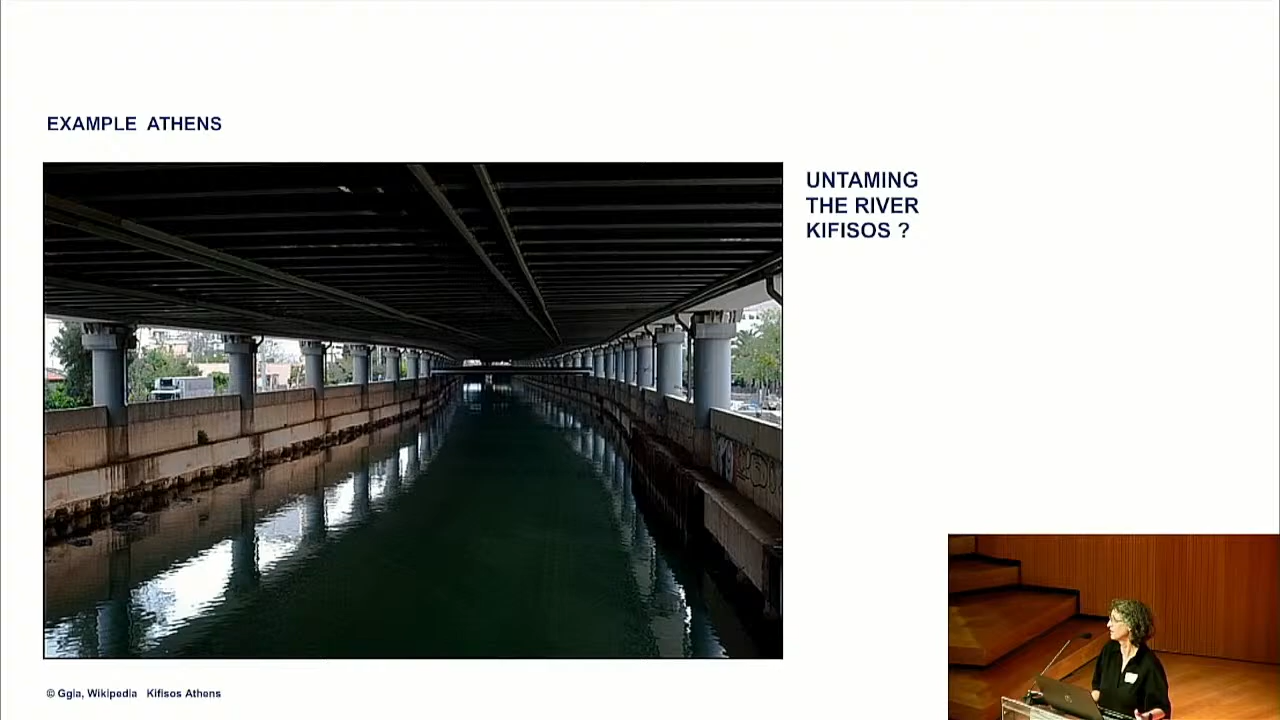 EXAMPLE ATHENS
UNTAMING
THE RIVER
KIFISOS ?
© Ggia, Wikipedia Kifisos Athens